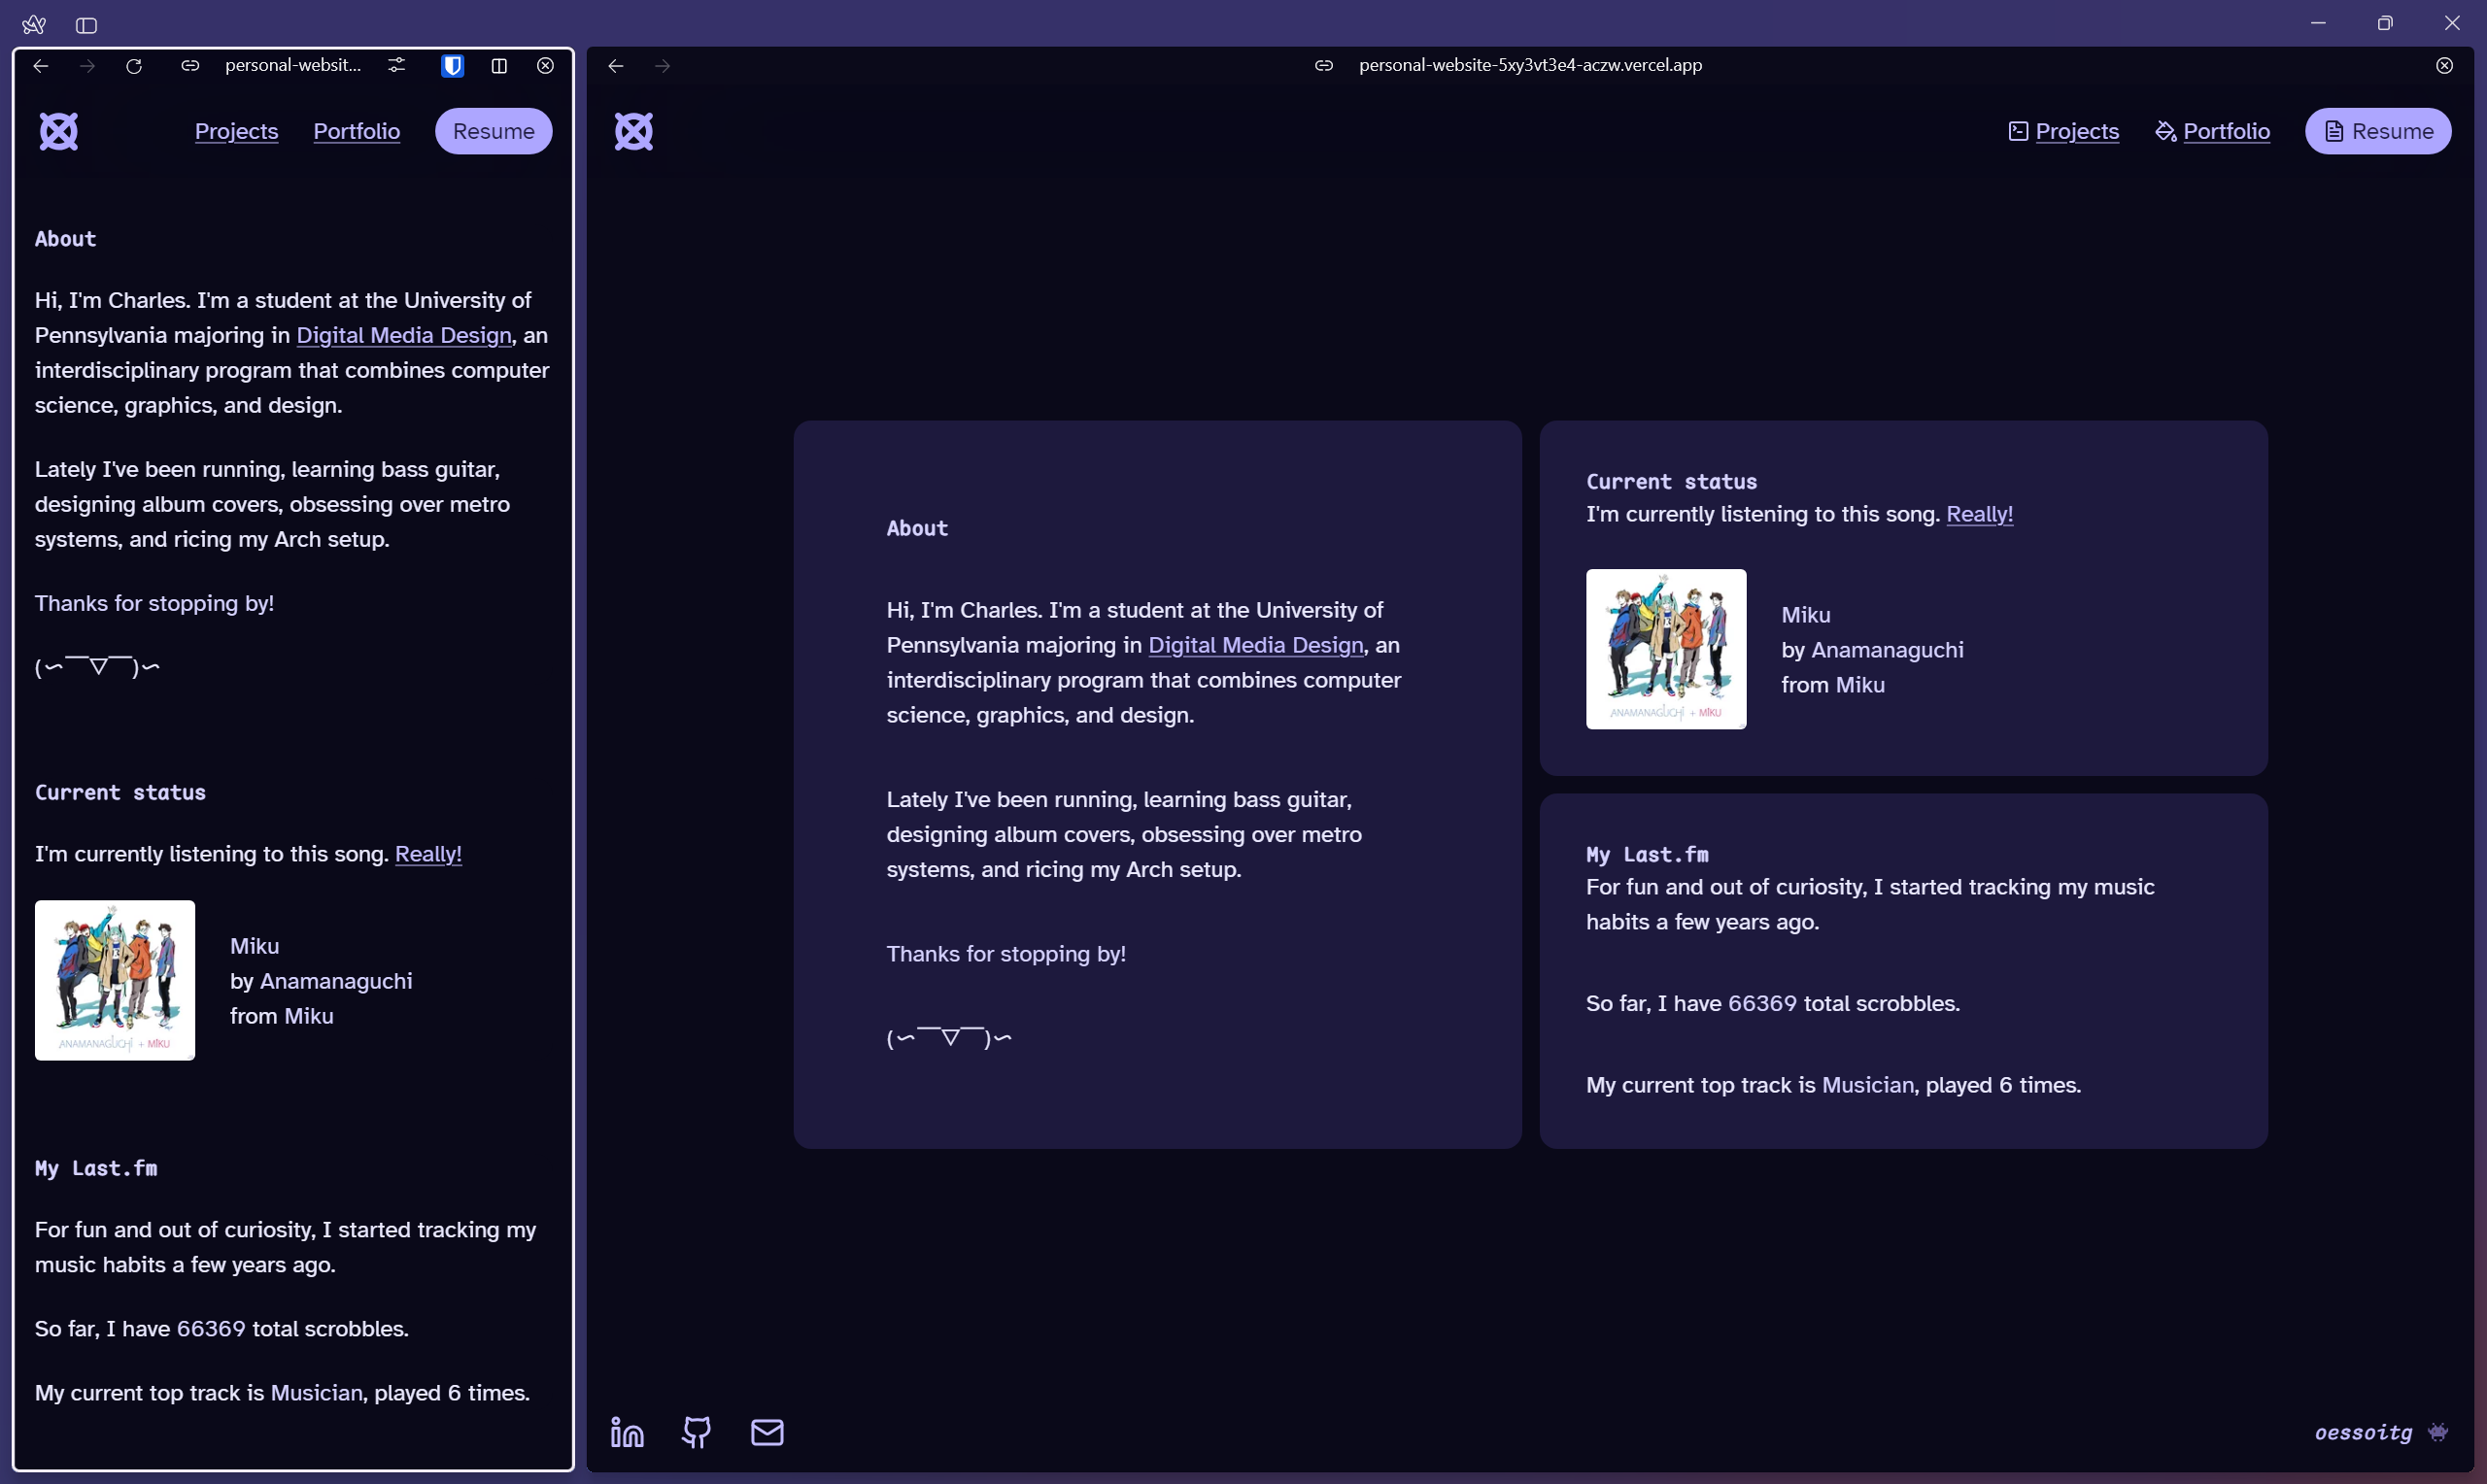 personal-websit...
Projects
Portfolio
Resume
About
Hi, I'm Charles. I'm a student at the University of
Pennsylvania majoring in Digital Media Design, an
interdisciplinary program that combines computer
science, graphics, and design.
Lately I've been running, learning bass guitar,
designing album covers, obsessing over metro
systems, and ricing my Arch setup.
Thanks for stopping by!
(∽￣▽￣)∽
Current status
I'm currently listening to this song. Really!
ANAMANAGUCHI + MIKU
Miku
by Anamanaguchi
from Miku
My Last.fm
For fun and out of curiosity, I started tracking my
music habits a few years ago.
So far, I have 66369 total scrobbles.
My current top track is Musician, played 6 times.
personal-website-5xy3vt3e4-aczw.vercel.app
Projects
Portfolio
Resume
About
Hi, I'm Charles. I'm a student at the University of
Pennsylvania majoring in Digital Media Design, an
interdisciplinary program that combines computer
science, graphics, and design.
Lately I've been running, learning bass guitar,
designing album covers, obsessing over metro
systems, and ricing my Arch setup.
Thanks for stopping by!
(∽￣▽￣)∽
Current status
I'm currently listening to this song. Really!
ANAMANAGUCHI + MIKU
Miku
by Anamanaguchi
from Miku
My Last.fm
For fun and out of curiosity, I started tracking my music
habits a few years ago.
So far, I have 66369 total scrobbles.
My current top track is Musician, played 6 times.
in
oessoitg